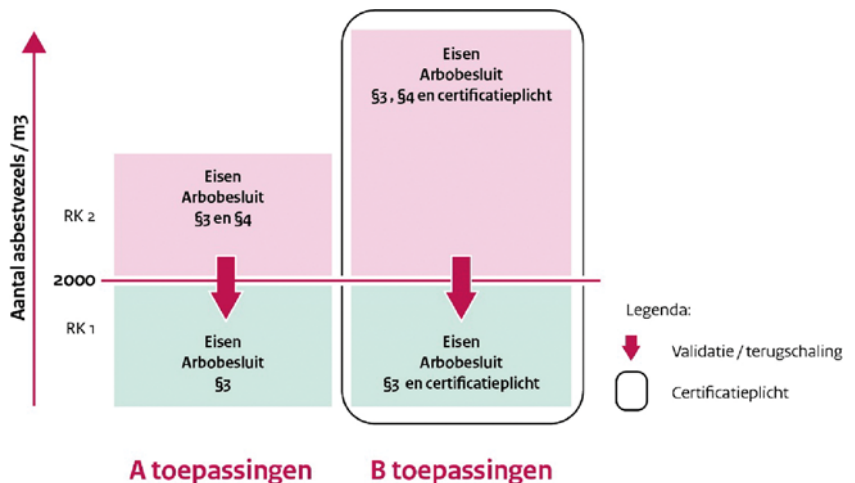 Aantal asbestvezels / m3
RK 2
2000
RK 1
Eisen
Arbobesluit
§3 en §4
Eisen
Arbobesluit
§3
Eisen
Arbobesluit
§3 , §4 en certificatieplicht
Eisen
Arbobesluit
§3 en certificatieplicht
Legenda:
Validatie / terugschaling
Certificatieplicht
A toepassingen
B toepassingen